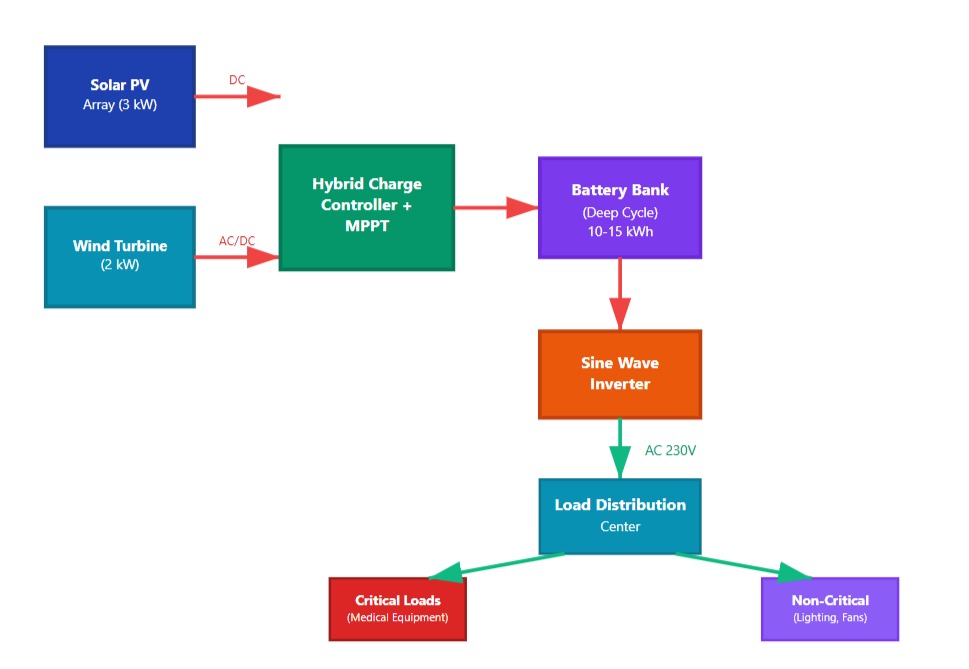 Solar PV
Array (3 kW)
DC
Hybrid Charge
Controller +
MPPT
Wind Turbine
(2 kW)
AC/DC
Battery Bank
(Deep Cycle)
10-15 kWh
Sine Wave
Inverter
AC 230V
Load Distribution
Center
Critical Loads
(Medical Equipment)
Non-Critical
(Lighting, Fans)